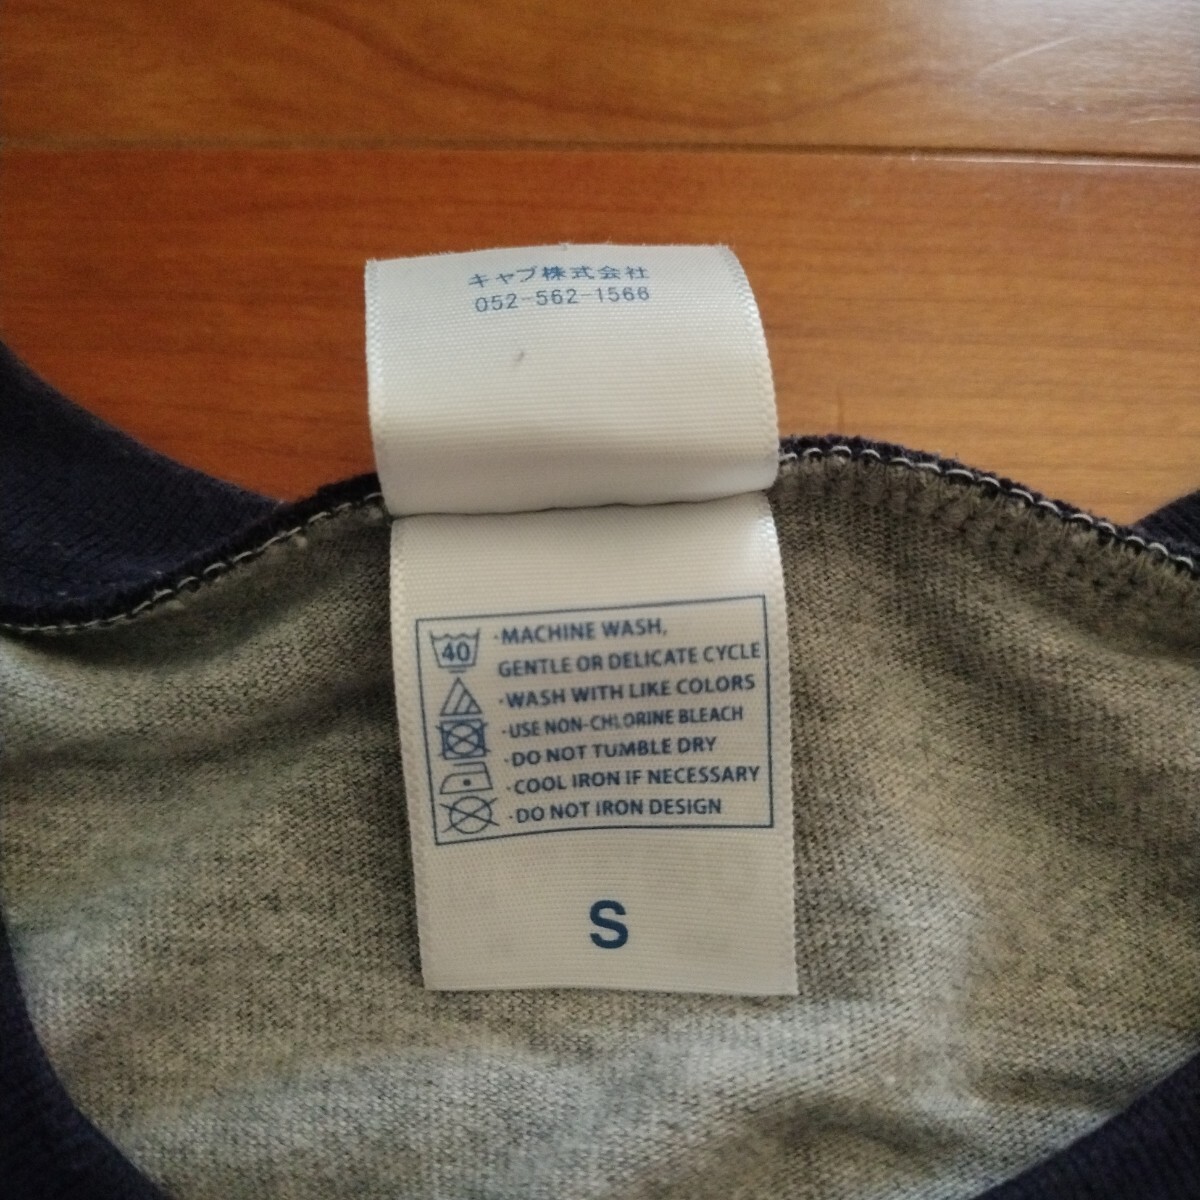 キャブ株式会社
052-562-1566
40
·MACHINE WASH,
GENTLE OR DELICATE CYCLE
·WASH WITH LIKE COLORS
·USE NON-CHLORINE BLEACH
·DO NOT TUMBLE DRY
·COOL IRON IF NECESSARY
·DO NOT IRON DESIGN
S